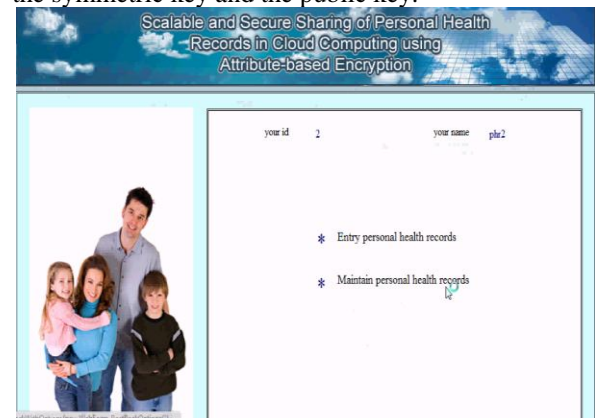 the symmetric key and the public key.
Scalable and Secure Sharing of Personal Health
Records in Cloud Computing using
Attribute-based Encryption
your id 2 your name phr2
* Entry personal health records
* Maintain personal health records